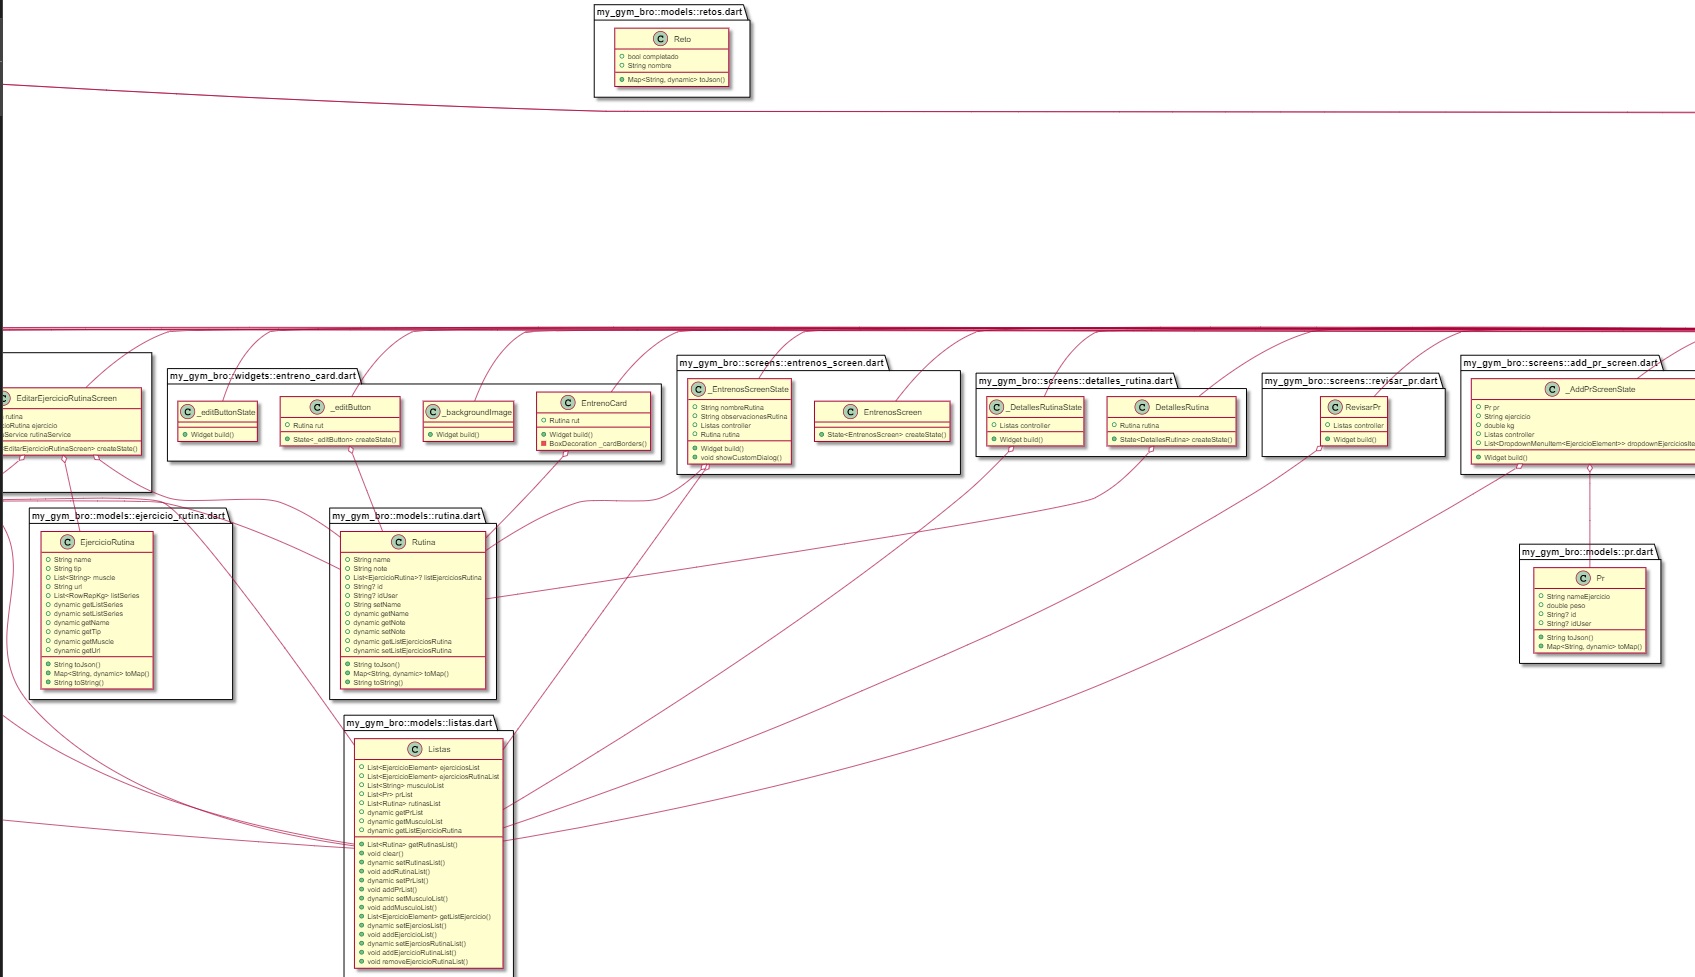 my_gym_bro::models::retos.dart
C Reto
bool completado
String nombre
Map<String, dynamic> toJson()
EditarEjercicioRutinaScreen
rutina
ioRutina ejercicio
Service rutinaService
EditarEjercicioRutinaScreen> createState()
my_gym_bro::widgets::entreno_card.dart
C _editButtonState
Widget build()
C _editButton
Rutina rut
State<_editButton> createState()
C _backgroundImage
Widget build()
C EntrenoCard
Rutina rut
Widget build()
BoxDecoration _cardBorders()
my_gym_bro::screens::entrenos_screen.dart
C _EntrenosScreenState
String nombreRutina
String observacionesRutina
Listas controller
Rutina rutina
Widget build()
void showCustomDialog()
C EntrenosScreen
State<EntrenosScreen> createState()
my_gym_bro::screens::detalles_rutina.dart
C _DetallesRutinaState
Listas controller
Widget build()
C DetallesRutina
Rutina rutina
State<DetallesRutina> createState()
my_gym_bro::screens::revisar_pr.dart
C RevisarPr
Listas controller
Widget build()
my_gym_bro::screens::add_pr_screen.dart
C _AddPrScreenState
Pr pr
String ejercicio
double kg
Listas controller
List<DropdownMenuItem<EjercicioElement>> dropdownEjerciciosIte
Widget build()
my_gym_bro::models::ejercicio_rutina.dart
C EjercicioRutina
String name
String tip
List<String> muscle
String url
List<RowRepKg> listSeries
dynamic getListSeries
dynamic setListSeries
dynamic getName
dynamic getTip
dynamic getMuscle
dynamic getUrl
String toJson()
Map<String, dynamic> toMap()
String toString()
my_gym_bro::models::rutina.dart
C Rutina
String name
String note
List<EjercicioRutina>? listEjerciciosRutina
String? id
String? idUser
String setName
dynamic getName
dynamic getNote
dynamic setNote
dynamic getListEjerciciosRutina
dynamic setListEjerciciosRutina
String toJson()
Map<String, dynamic> toMap()
String toString()
my_gym_bro::models::pr.dart
C Pr
String nameEjercicio
double peso
String? id
String? idUser
String toJson()
Map<String, dynamic> toMap()
my_gym_bro::models::listas.dart
C Listas
List<EjercicioElement> ejerciciosList
List<EjercicioElement> ejerciciosRutinaList
List<String> musculoList
List<Pr> prList
List<Rutina> rutinasList
dynamic getPrList
dynamic getMusculoList
dynamic getListEjercicioRutina
List<Rutina> getRutinasList()
void clear()
dynamic setRutinasList()
void addRutinaList()
dynamic setPrList()
void addPrList()
dynamic setMusculoList()
void addMusculoList()
List<EjercicioElement> getListEjercicio()
dynamic setEjerciosList()
void addEjercicioList()
dynamic setEjerciosRutinaList()
void addEjercicioRutinaList()
void removeEjercicioRutinaList()